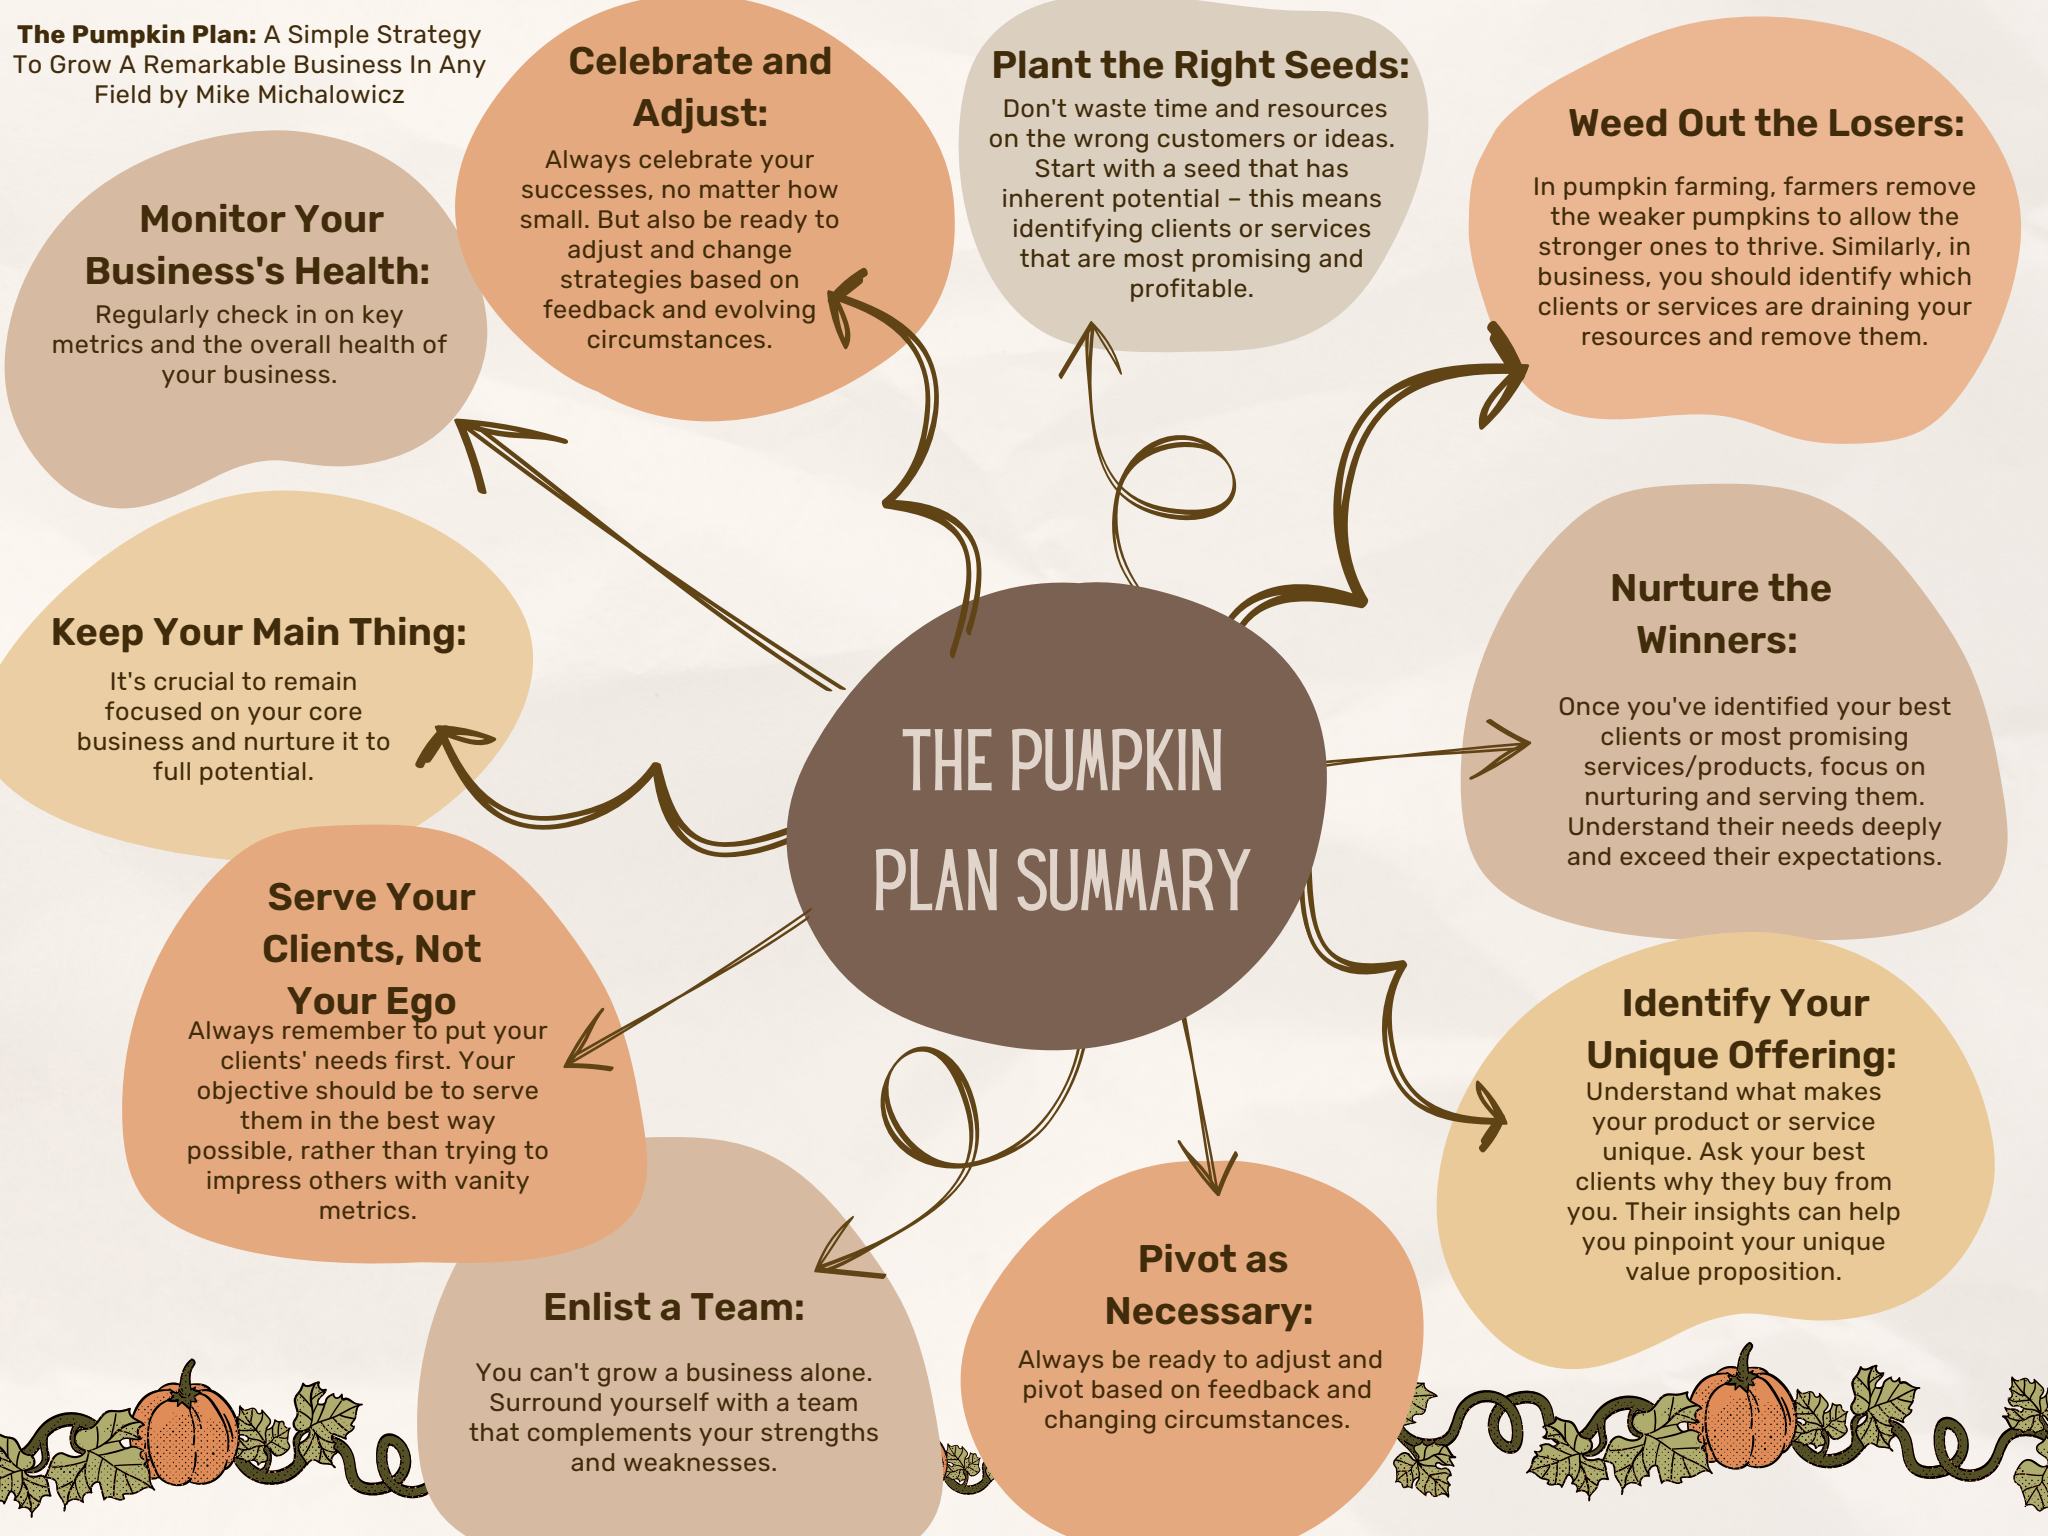 The Pumpkin Plan: A Simple Strategy
To Grow A Remarkable Business In Any
Field by Mike Michalowicz
Celebrate and
Adjust:
Always celebrate your
successes, no matter how
small. But also be ready to
adjust and change
strategies based on
feedback and evolving
circumstances.
Plant the Right Seeds:
Don't waste time and resources
on the wrong customers or ideas.
Start with a seed that has
inherent potential – this means
identifying clients or services
that are most promising and
profitable.
Weed Out the Losers:
In pumpkin farming, farmers remove
the weaker pumpkins to allow the
stronger ones to thrive. Similarly, in
business, you should identify which
clients or services are draining your
resources and remove them.
Monitor Your
Business's Health:
Regularly check in on key
metrics and the overall health of
your business.
Keep Your Main Thing:
It's crucial to remain
focused on your core
business and nurture it to
full potential.
THE PUMPKIN
PLAN SUMMARY
Nurture the
Winners:
Once you've identified your best
clients or most promising
services/products, focus on
nurturing and serving them.
Understand their needs deeply
and exceed their expectations.
Serve Your
Clients, Not
Your Ego
Always remember to put your
clients' needs first. Your
objective should be to serve
them in the best way
possible, rather than trying to
impress others with vanity
metrics.
Identify Your
Unique Offering:
Understand what makes
your product or service
unique. Ask your best
clients why they buy from
you. Their insights can help
you pinpoint your unique
value proposition.
Enlist a Team:
You can't grow a business alone.
Surround yourself with a team
that complements your strengths
and weaknesses.
Pivot as
Necessary:
Always be ready to adjust and
pivot based on feedback and
changing circumstances.